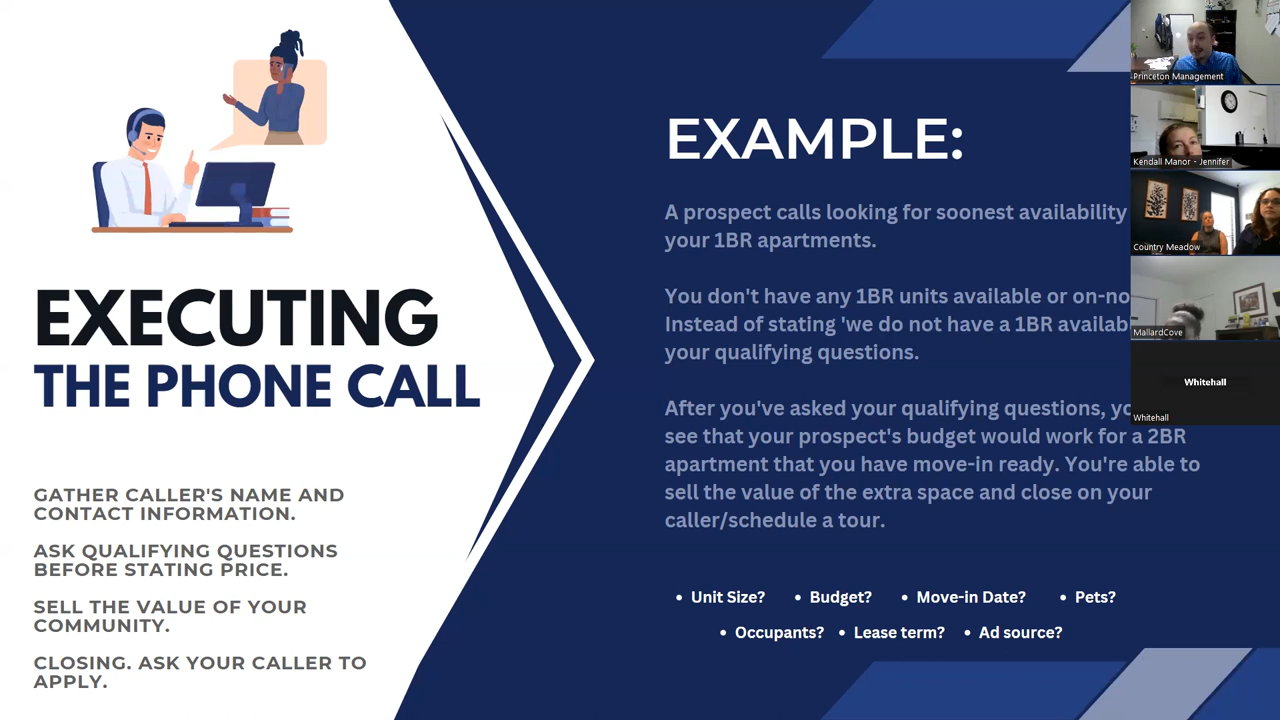 EXECUTING
THE PHONE CALL
GATHER CALLER'S NAME AND
CONTACT INFORMATION.
ASK QUALIFYING QUESTIONS
BEFORE STATING PRICE.
SELL THE VALUE OF YOUR
COMMUNITY.
CLOSING. ASK YOUR CALLER TO
APPLY.
EXAMPLE:
A prospect calls looking for soonest availability
your 1BR apartments.
You don't have any 1BR units available or on-no
Instead of stating 'we do not have a 1BR availab
your qualifying questions.
After you've asked your qualifying questions, yo
see that your prospect's budget would work for a 2BR
apartment that you have move-in ready. You're able to
sell the value of the extra space and close on your
caller/schedule a tour.
• Unit Size? • Budget? • Move-in Date? • Pets?
• Occupants? • Lease term? • Ad source?
Princeton Management
Kendall Manor - Jennifer
Country Meadow
MallardCove
Whitehall
Whitehall